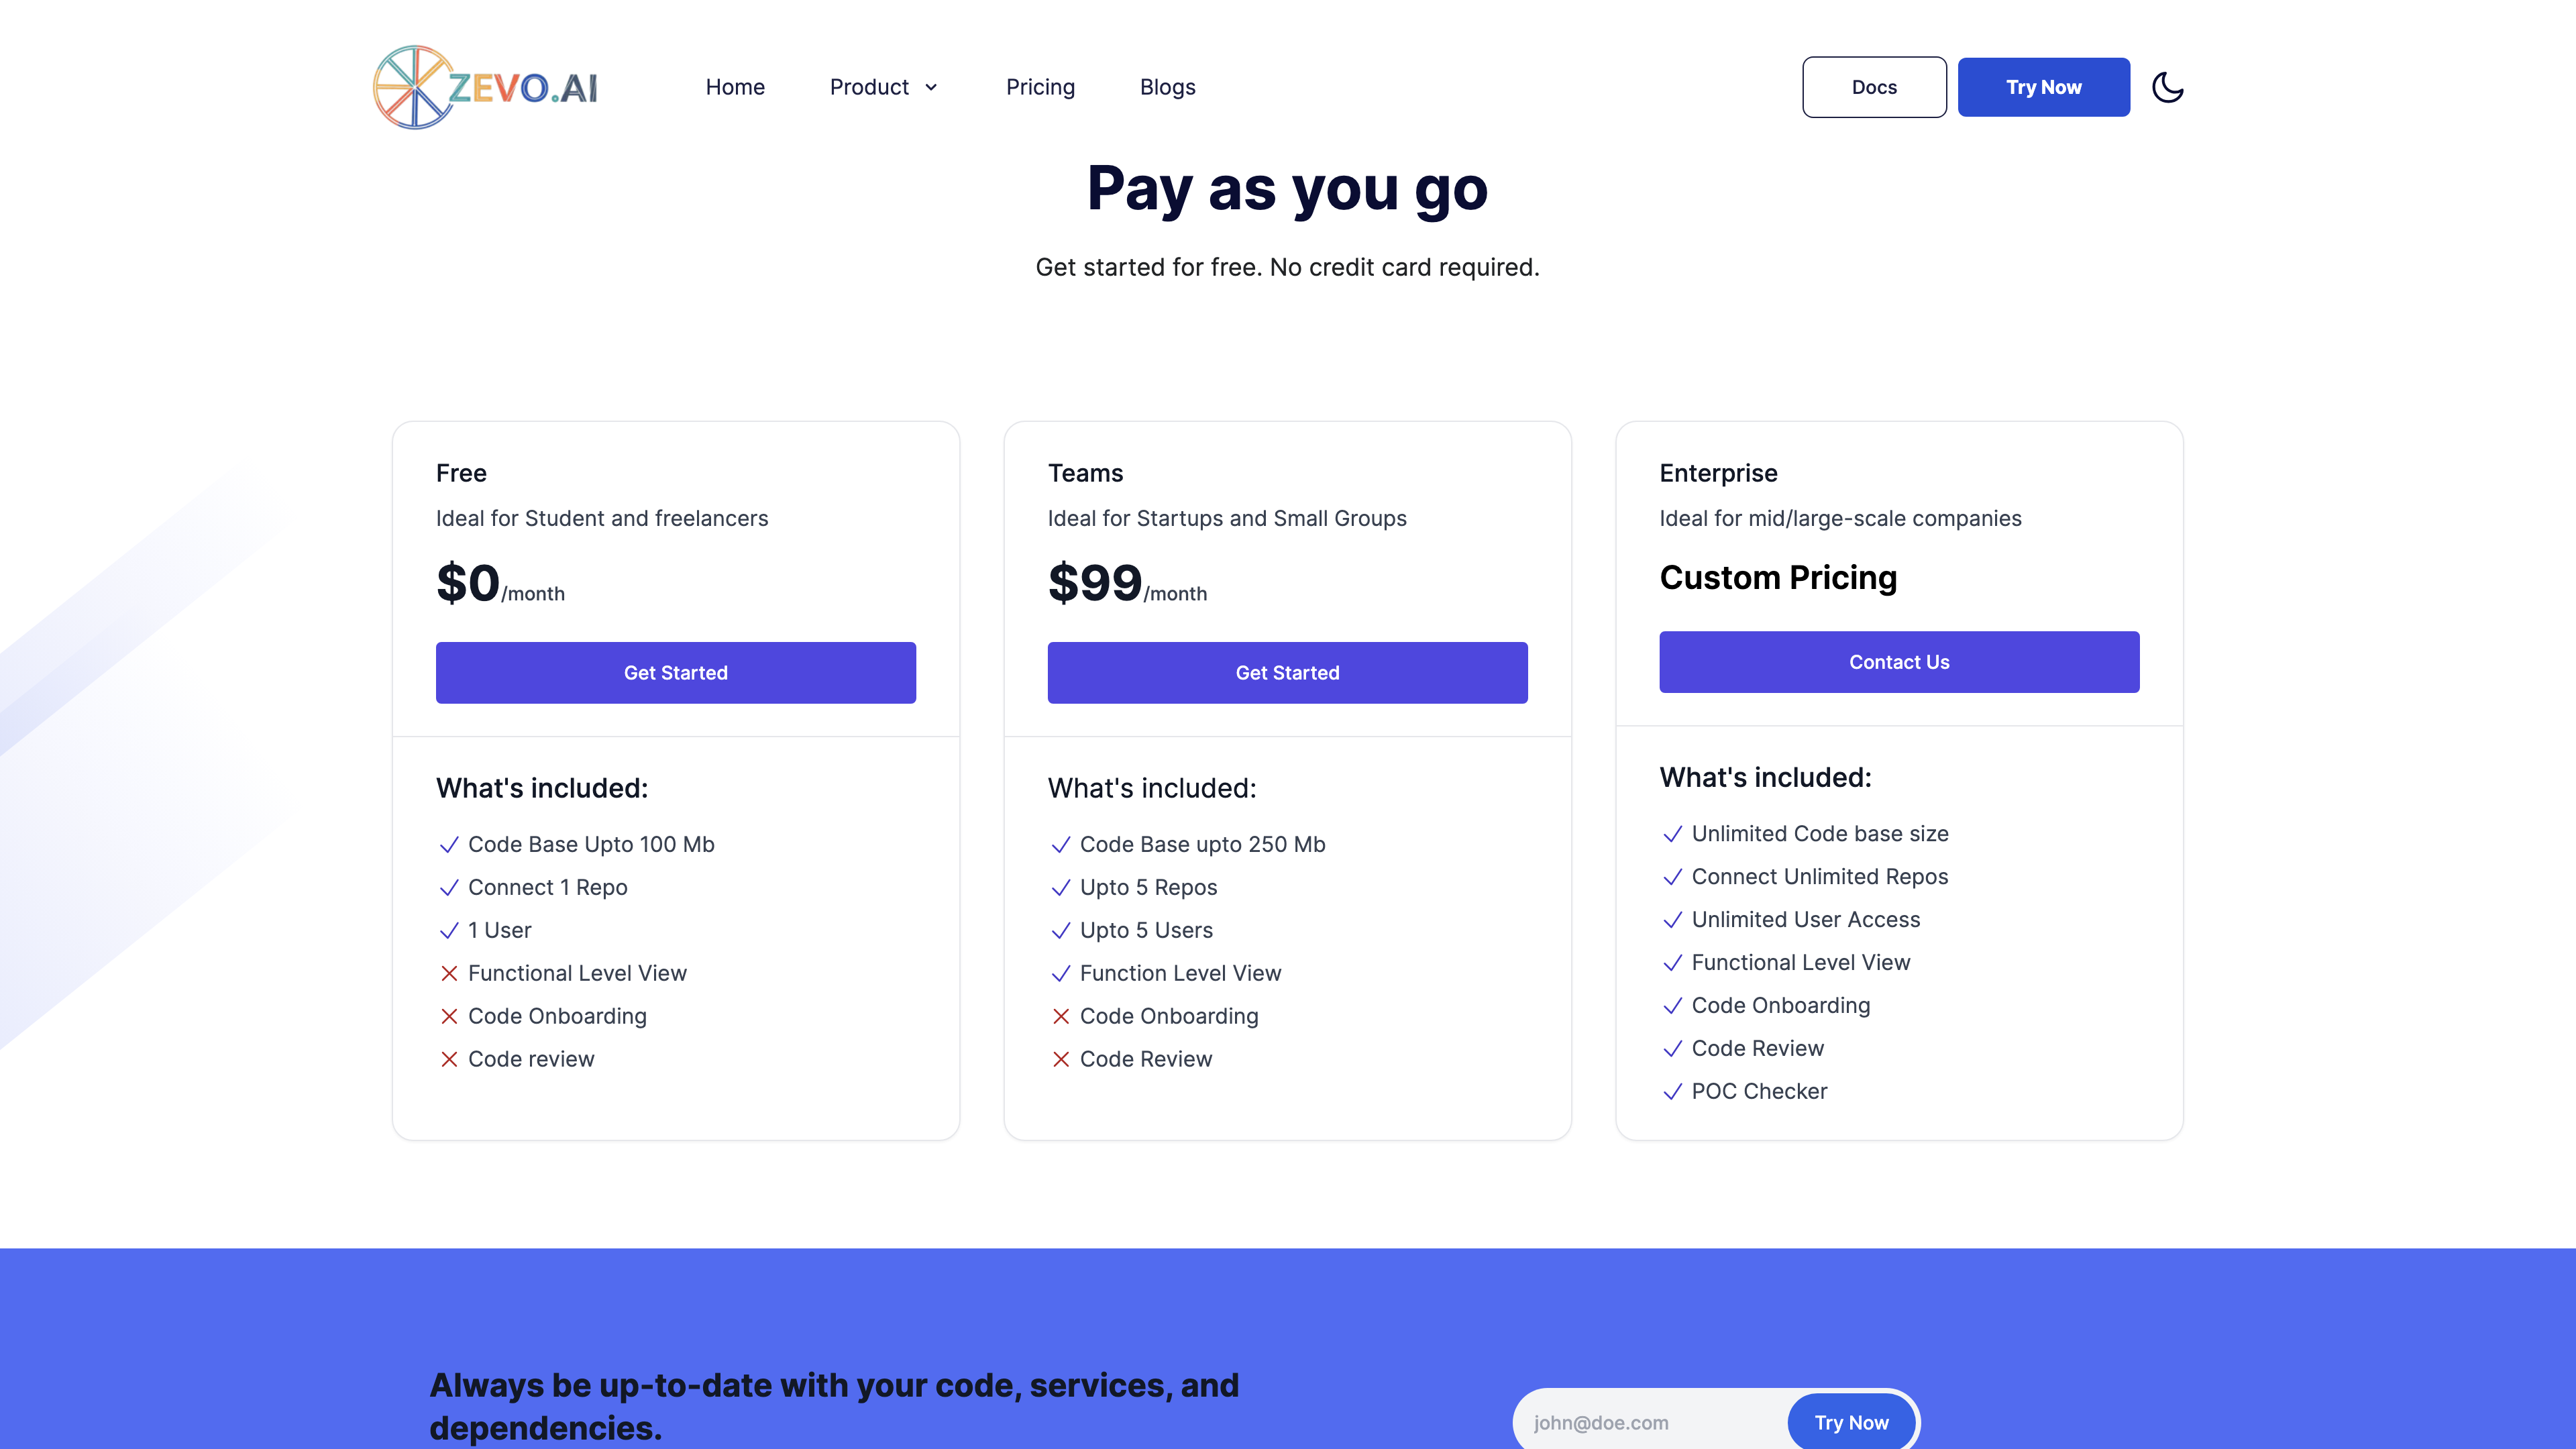 ZEVO.AI
Home
Product
Pricing
Blogs
Docs
Try Now
Pay as you go
Get started for free. No credit card required.
Free
Ideal for Student and freelancers
$0/month
Get Started
What's included:
Code Base Upto 100 Mb
Connect 1 Repo
1 User
Functional Level View
Code Onboarding
Code review
Teams
Ideal for Startups and Small Groups
$99/month
Get Started
What's included:
Code Base upto 250 Mb
Upto 5 Repos
Upto 5 Users
Function Level View
Code Onboarding
Code Review
Enterprise
Ideal for mid/large-scale companies
Custom Pricing
Contact Us
What's included:
Unlimited Code base size
Connect Unlimited Repos
Unlimited User Access
Functional Level View
Code Onboarding
Code Review
POC Checker
Always be up-to-date with your code, services, and
dependencies.
john@doe.com
Try Now